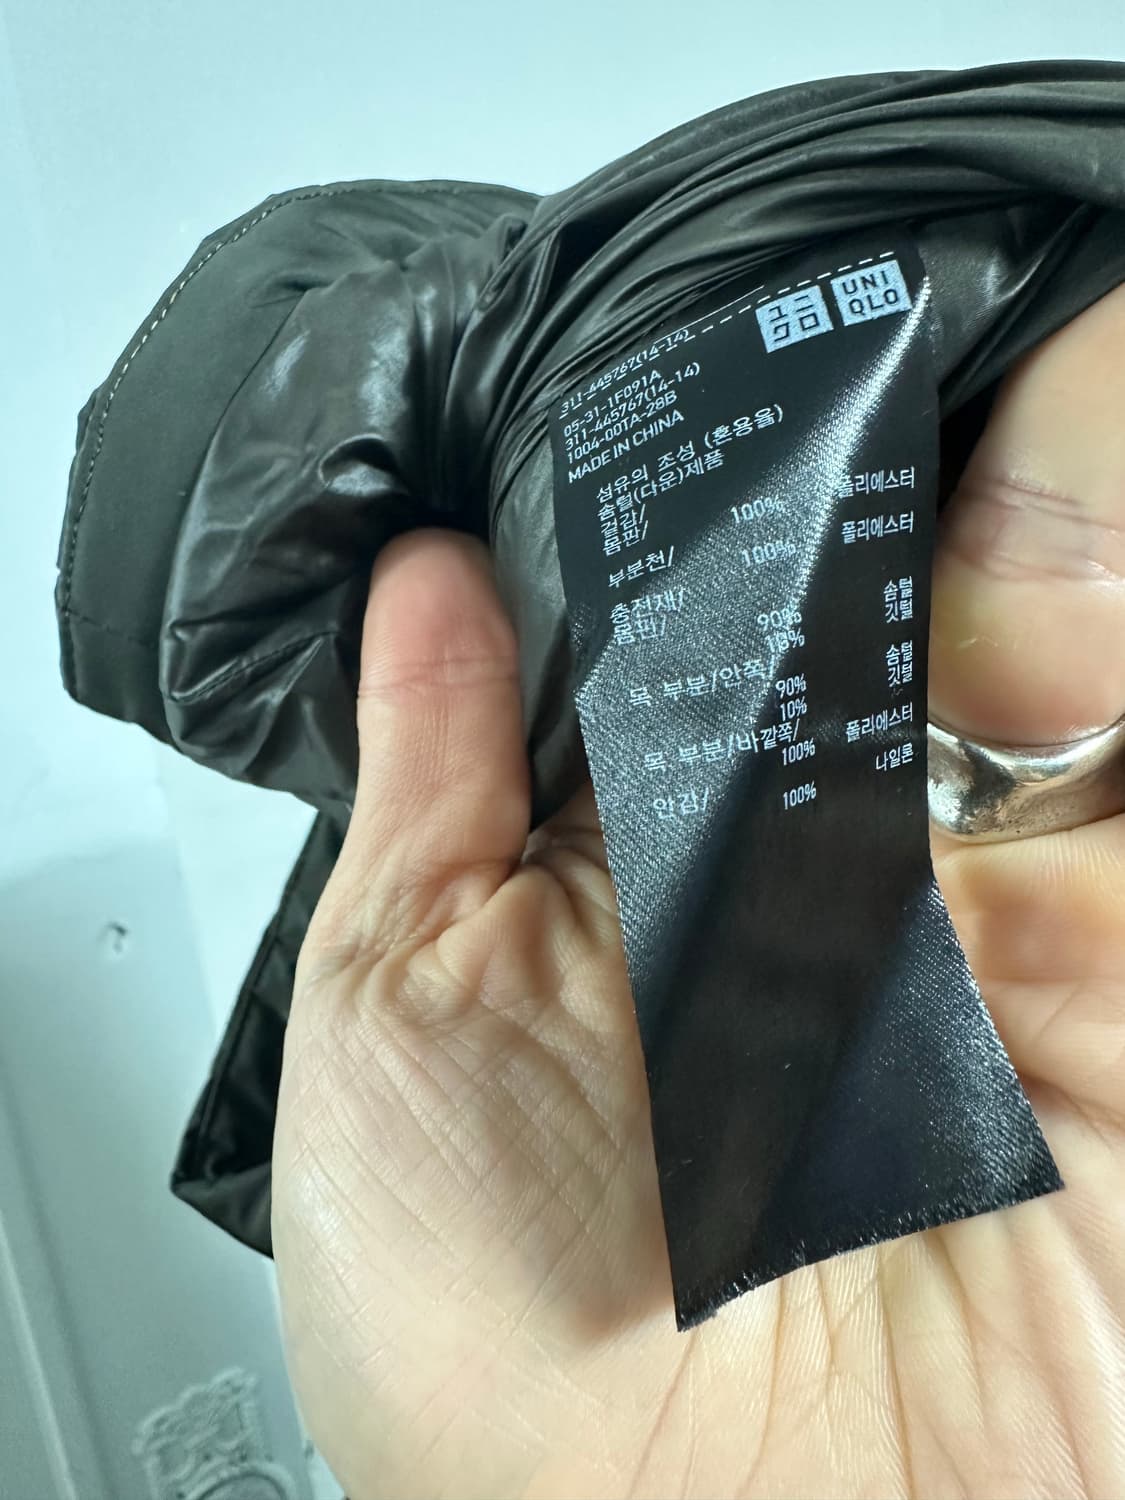 ユニ
クロ
UNI
QLO
311-445767(14-14)
05-31-1F091A
311-445767(14-14)
1004-00TA-28B
MADE IN CHINA
섬유의 조성 (혼용율)
솜털(다운)제품
겉감/
몸판/ 100% 폴리에스터
부분천/ 100% 폴리에스터
충전재/
몸판/ 90% 솜털
10% 깃털
목 부분/안쪽/
90% 솜털
10% 깃털
목 부분/바깥쪽/
100% 폴리에스터
안감/ 100% 나일론